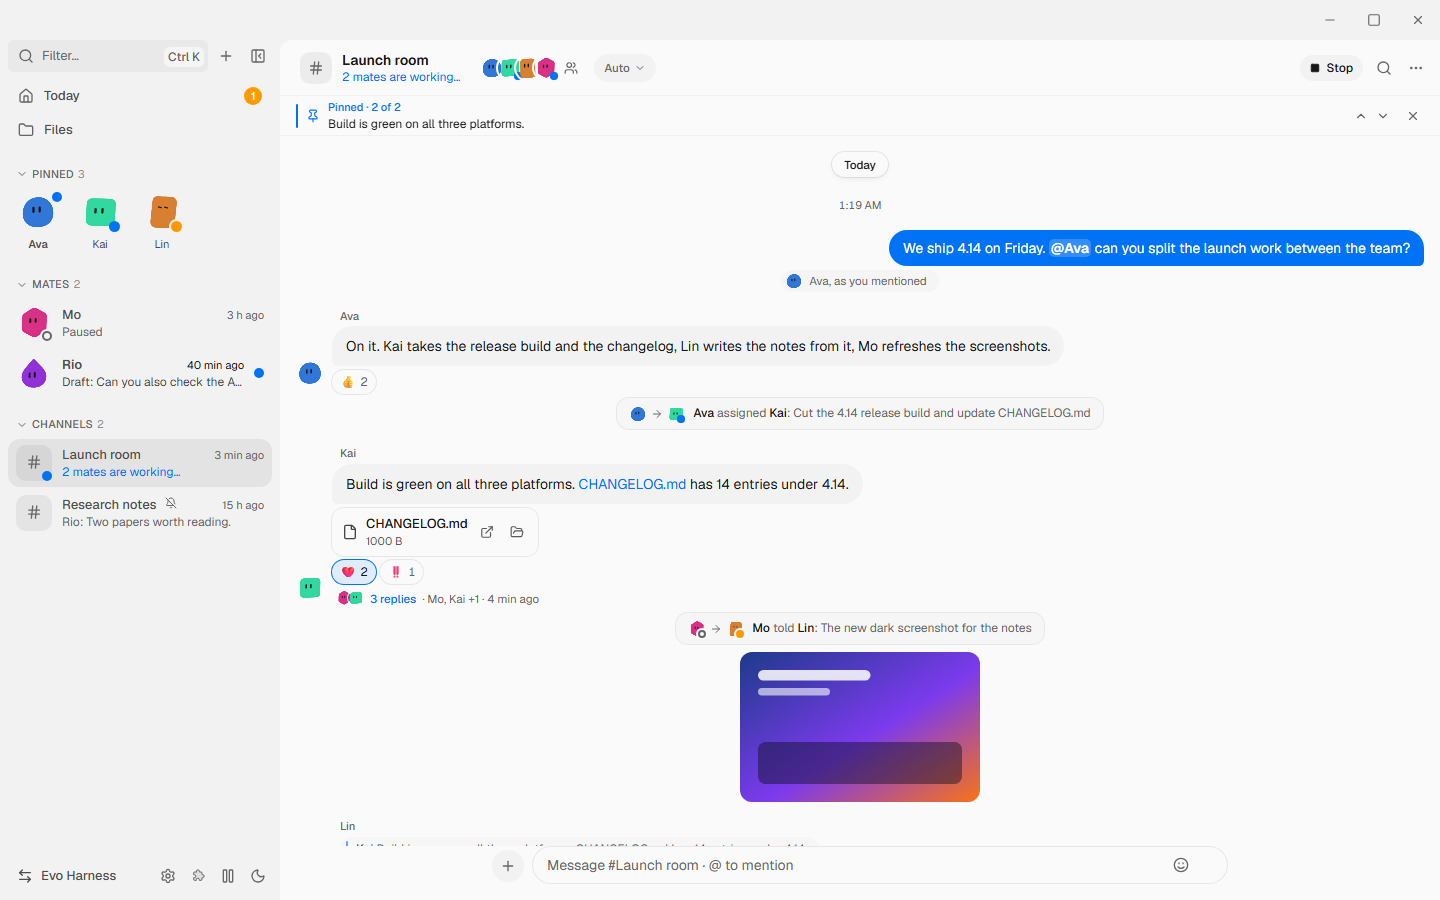 Filter...
Ctrl K
Today
1
Files
PINNED 3
Ava
Kai
Lin
MATES 2
Mo
3 h ago
Paused
Rio
40 min ago
Draft: Can you also check the A...
CHANNELS 2
Launch room
3 min ago
2 mates are working...
Research notes
15 h ago
Rio: Two papers worth reading.
Evo Harness
Launch room
2 mates are working...
Auto
Stop
Pinned · 2 of 2
Build is green on all three platforms.
Today
1:19 AM
We ship 4.14 on Friday. @Ava can you split the launch work between the team?
Ava, as you mentioned
Ava
On it. Kai takes the release build and the changelog, Lin writes the notes from it, Mo refreshes the screenshots.
2
Ava assigned Kai: Cut the 4.14 release build and update CHANGELOG.md
Kai
Build is green on all three platforms. CHANGELOG.md has 14 entries under 4.14.
CHANGELOG.md
1000 B
2
1
3 replies · Mo, Kai +1 · 4 min ago
Mo told Lin: The new dark screenshot for the notes
Lin
Message #Launch room · @ to mention